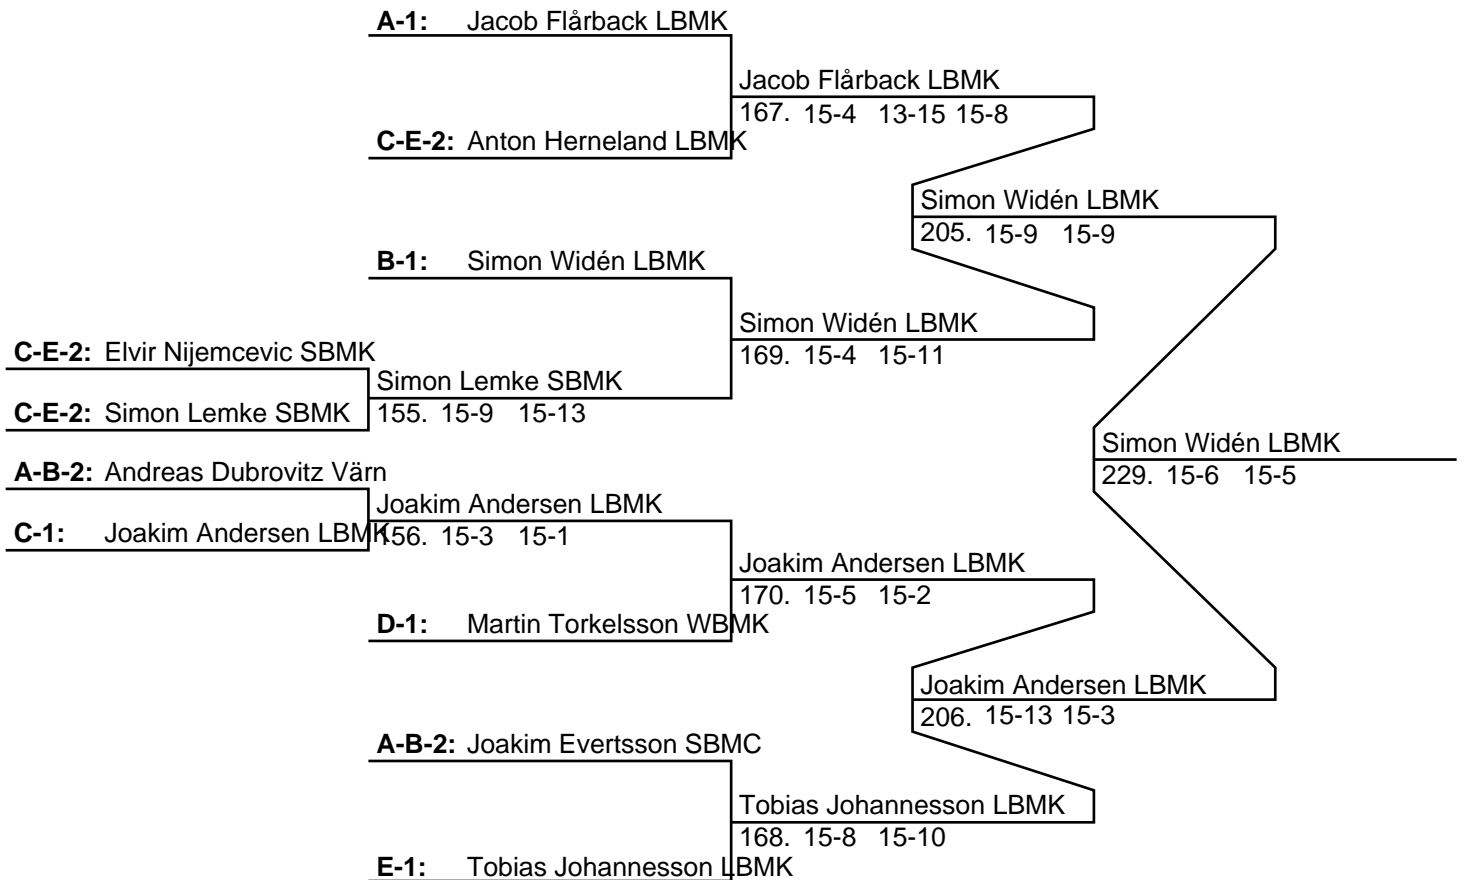 A-1: Jacob Flårback LBMK
Jacob Flårback LBMK
167. 15-4 13-15 15-8
C-E-2: Anton Herneland LBMK
Simon Widén LBMK
205. 15-9 15-9
B-1: Simon Widén LBMK
Simon Widén LBMK
169. 15-4 15-11
C-E-2: Elvir Nijemcevic SBMK
Simon Lemke SBMK
155. 15-9 15-13
C-E-2: Simon Lemke SBMK
Simon Widén LBMK
229. 15-6 15-5
A-B-2: Andreas Dubrovitz Värn
Joakim Andersen LBMK
156. 15-3 15-1
C-1: Joakim Andersen LBMK
Joakim Andersen LBMK
170. 15-5 15-2
D-1: Martin Torkelsson WBMK
Joakim Andersen LBMK
206. 15-13 15-3
A-B-2: Joakim Evertsson SBMC
Tobias Johannesson LBMK
168. 15-8 15-10
E-1: Tobias Johannesson LBMK